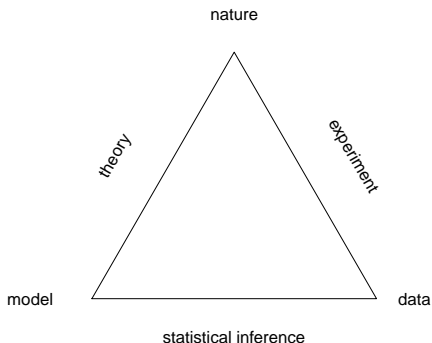 nature
theory
experiment
model
data
statistical inference